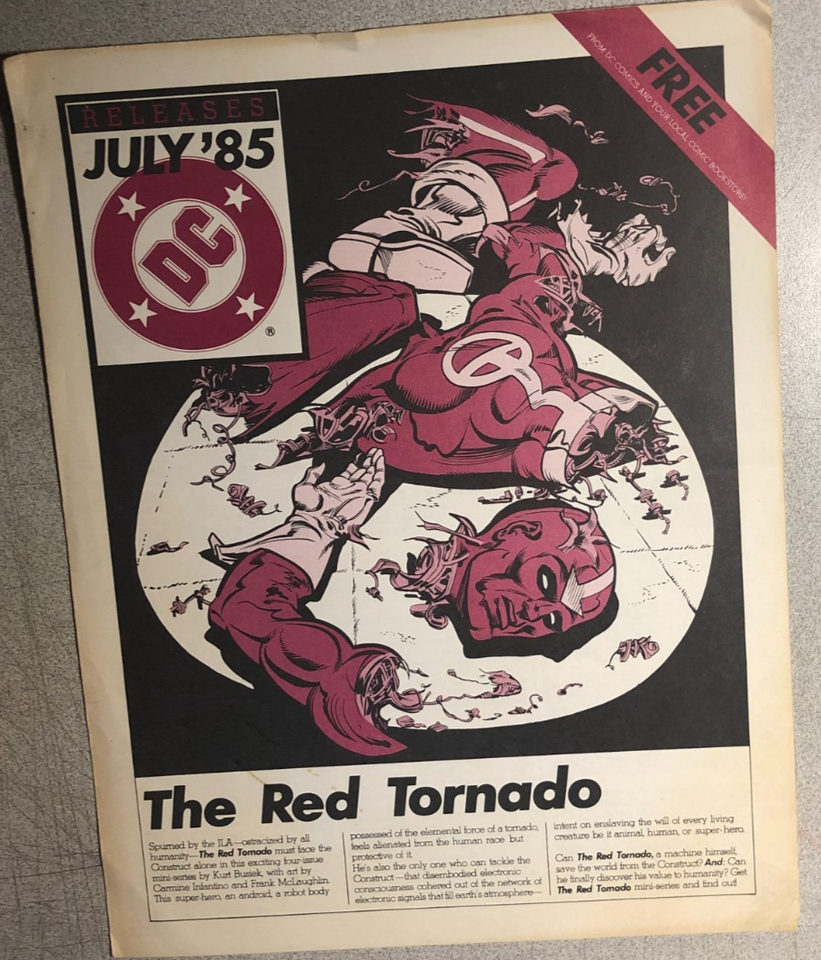 FREE
FROM DC COMICS AND YOUR LOCAL COMIC BOOK STORE!
RELEASES
JULY '85
DC
®
The Red Tornado
Spurned by the JLA—ostracized by all
humanity—The Red Tornado must face the
Construct alone in this exciting four-issue
mini-series by Kurt Busiek, with art by
Carmine Infantino and Frank McLaughlin.
This super-hero, an android, a robot body
possessed of the elemental force of a tornado,
feels alienated from the human race but
protective of it.
He's also the only one who can tackle the
Construct—that disembodied electronic
consciousness cohered out of the network of
electronic signals that fill earth's atmosphere—
intent on enslaving the will of every living
creature be it animal, human, or super-hero.
Can The Red Tornado, a machine himself,
save the world from the Construct? And: Can
he finally discover his value to humanity? Get
The Red Tornado mini-series and find out!